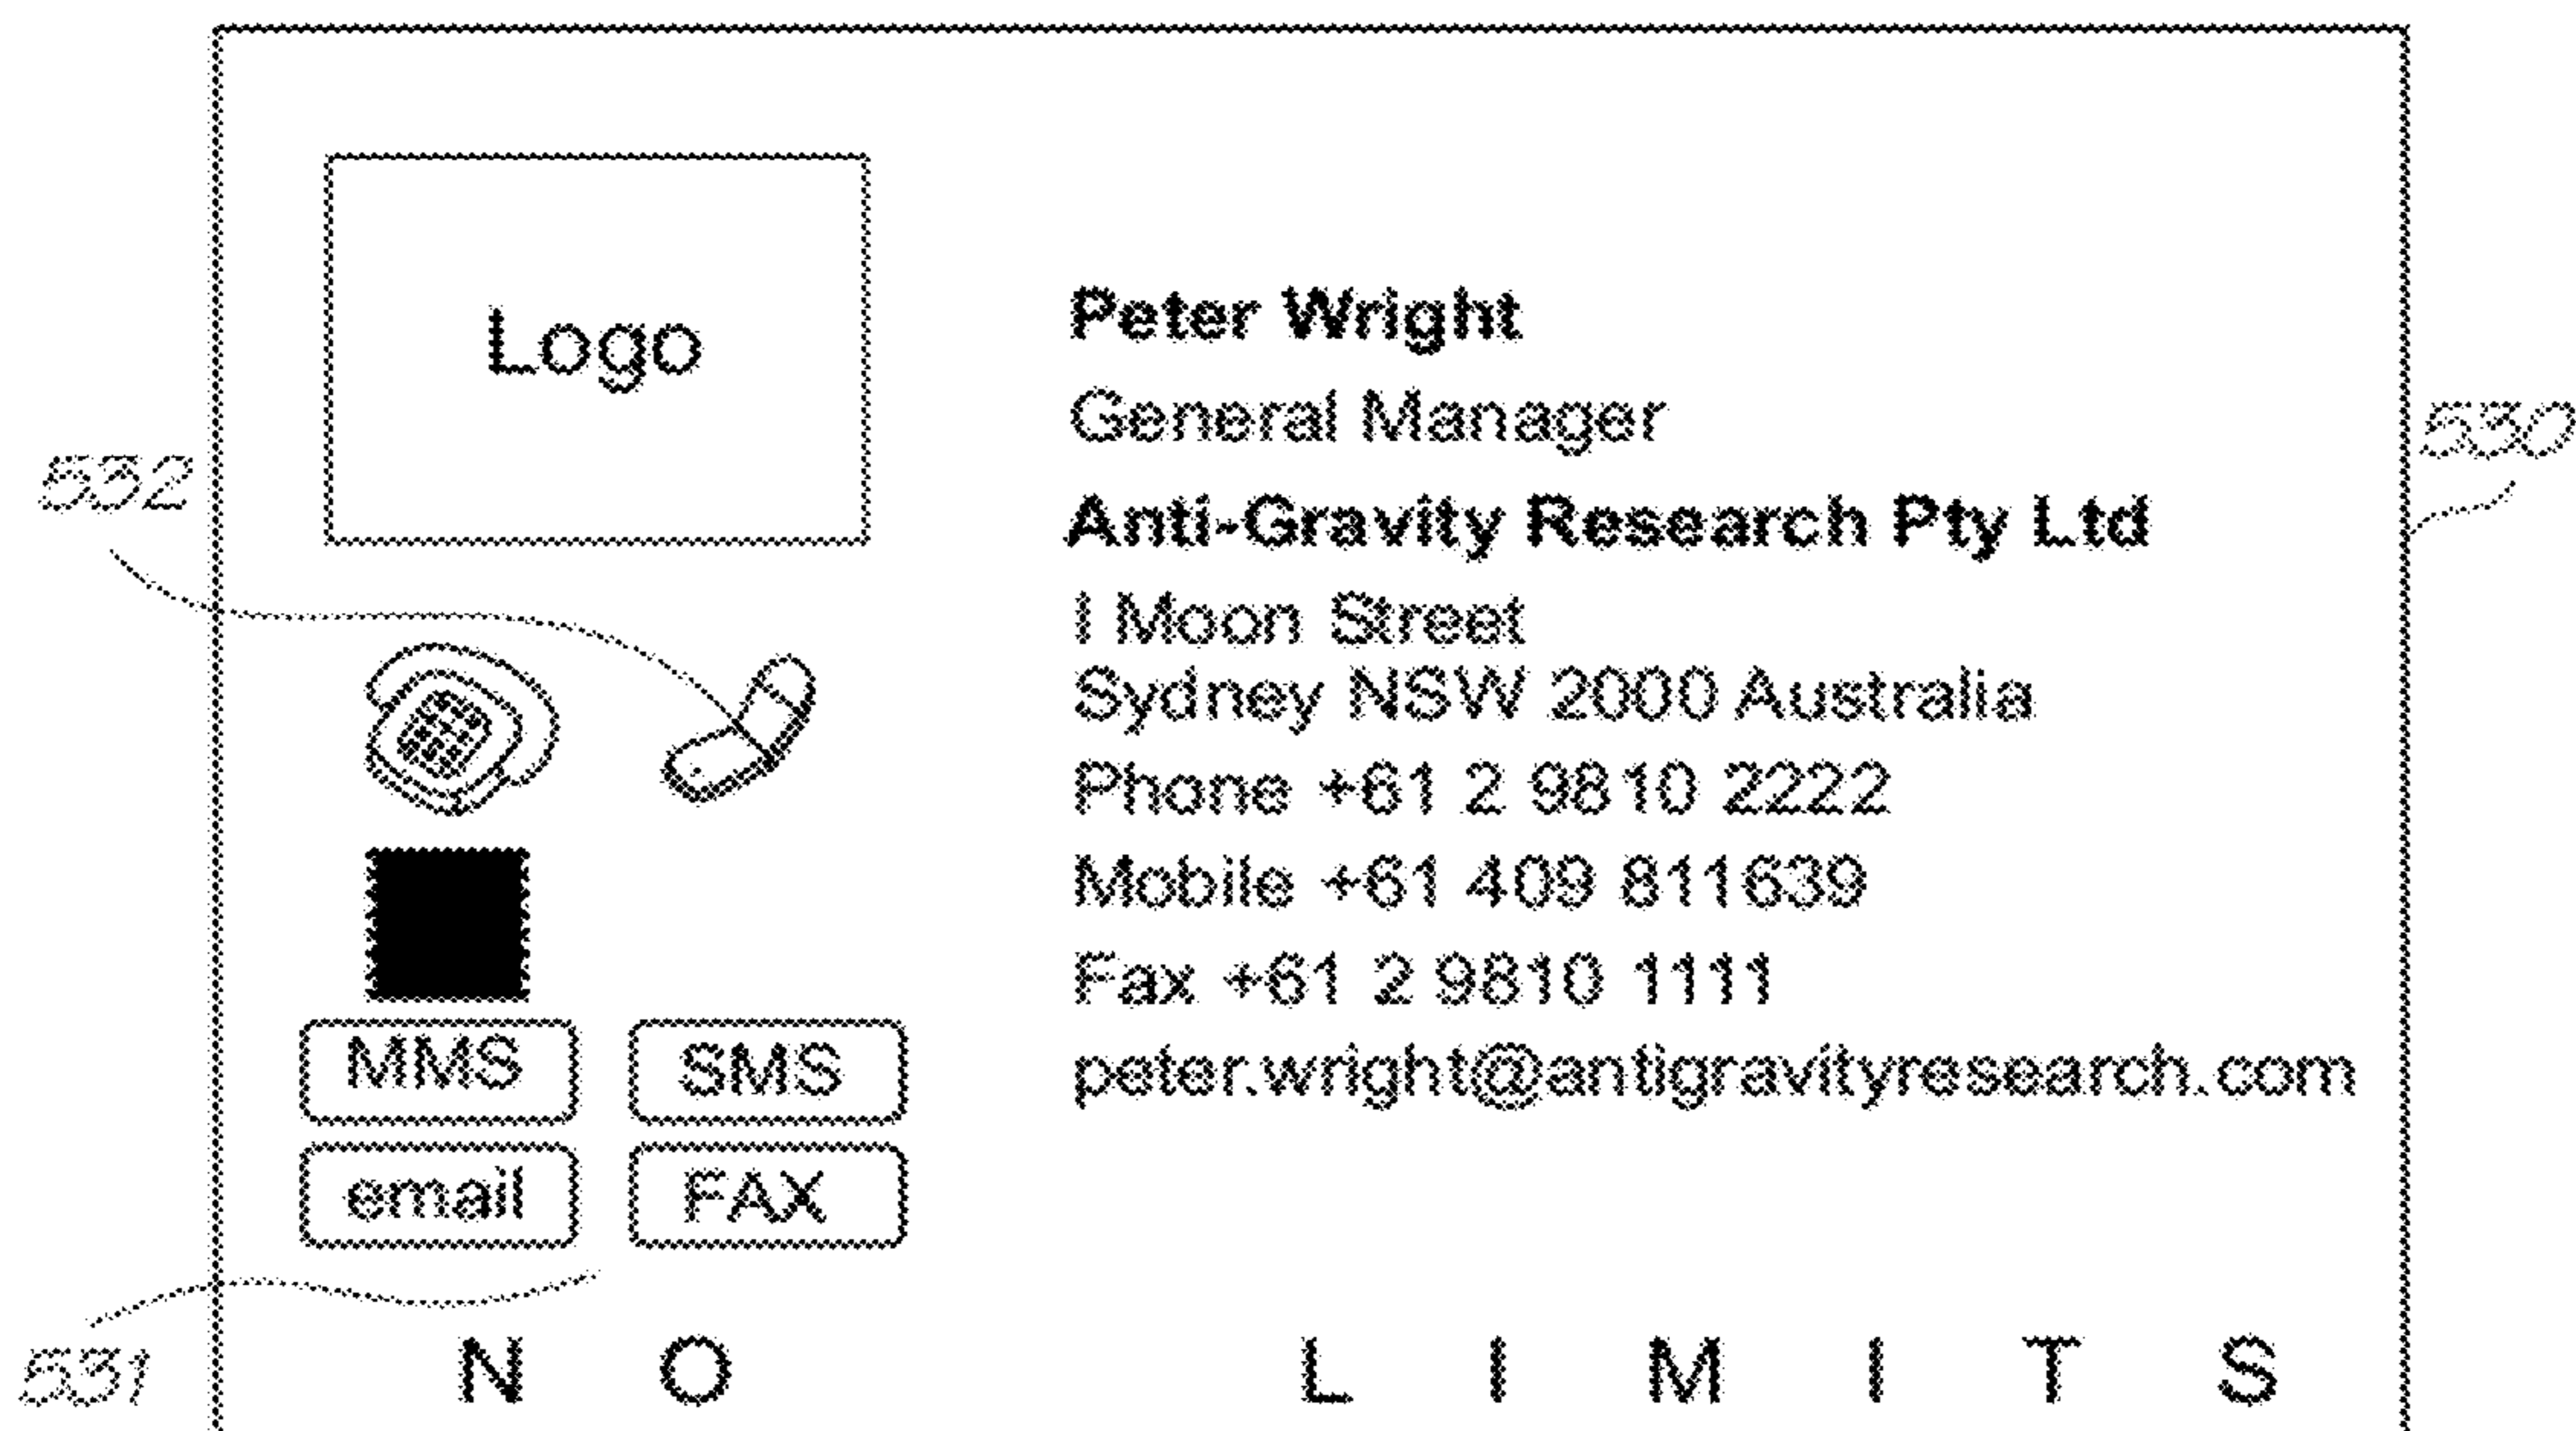 Logo
Peter Wright
General Manager
530
532
Anti-Gravity Research Pty Ltd
I Moon Street
Sydney NSW 2000 Australia
Phone +61 2 9810 2222
Mobile +61 409 811639
Fax +61 2 9810 1111
MMS SMS
peter.wright@antigravityresearch.com
email FAX
531
NO LIMITS